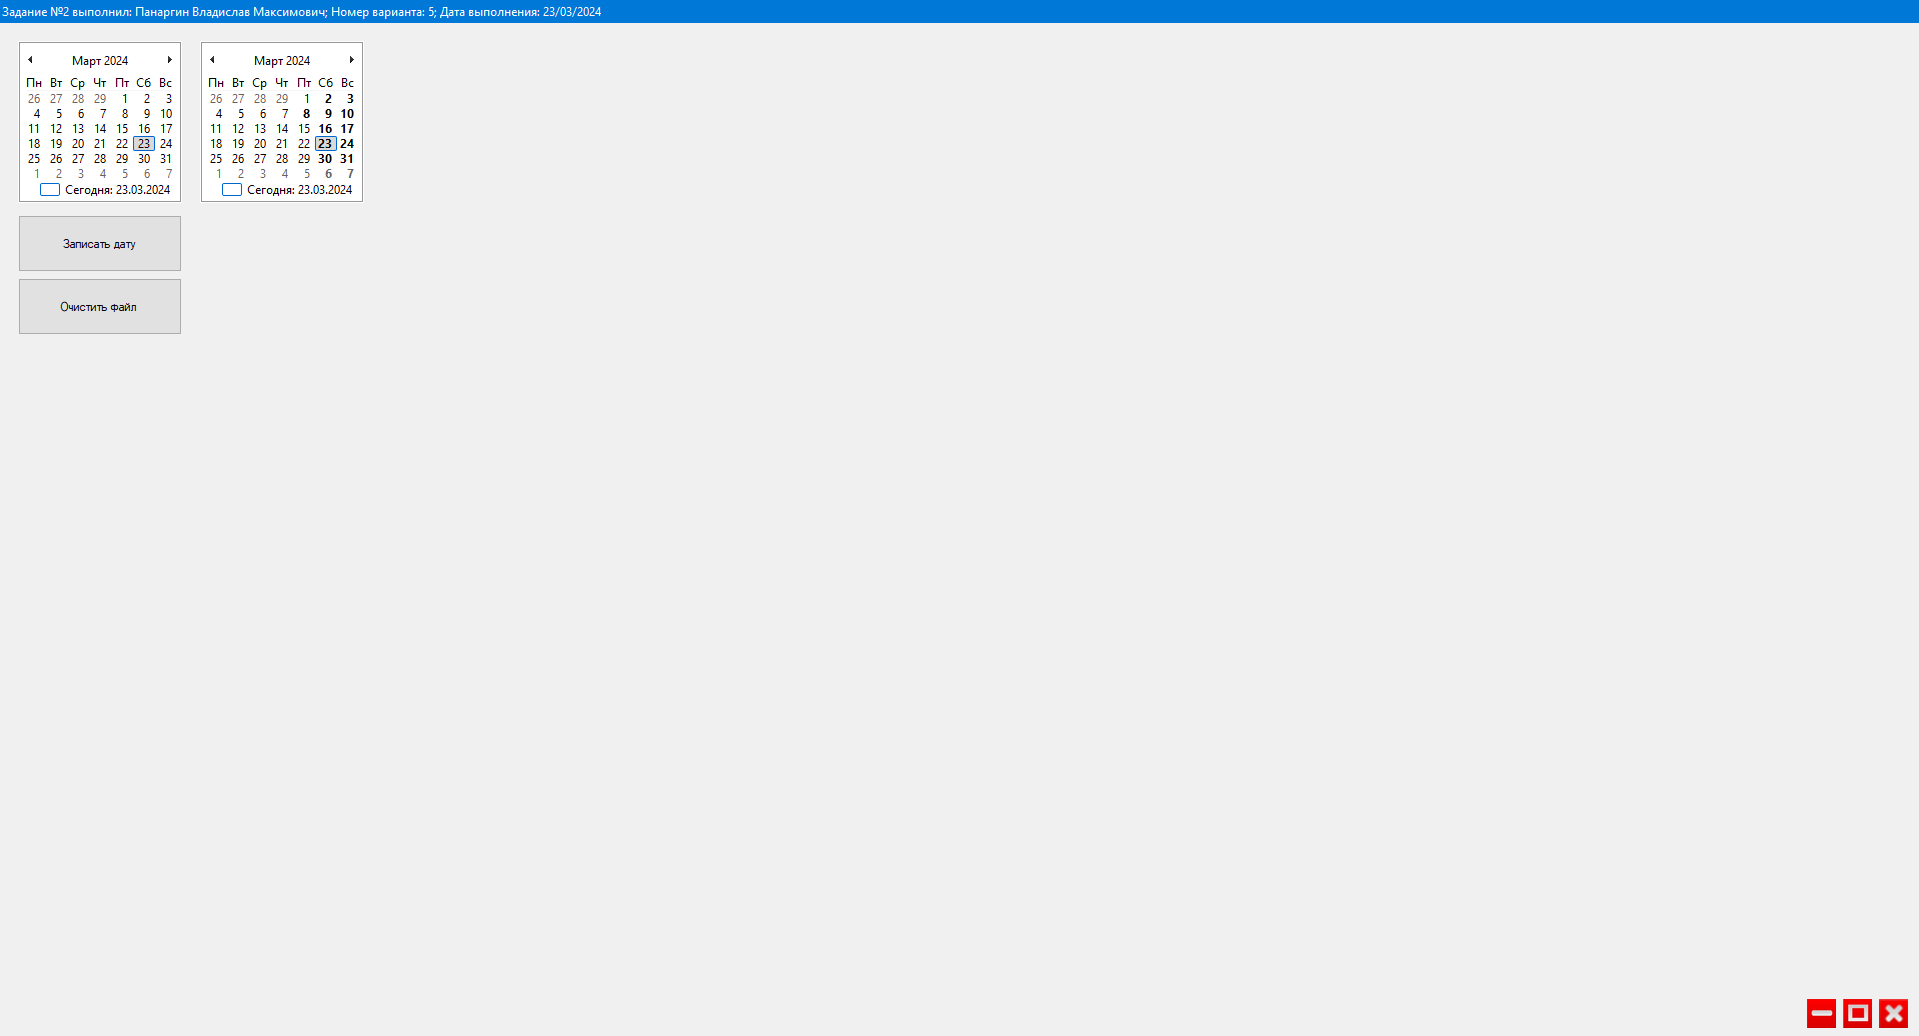 Задание №2 выполнил: Панаргин Владислав Максимович; Номер варианта: 5; Дата выполнения: 23/03/2024
Март 2024
Пн Вт Ср Чт Пт Сб Вс
26 27 28 29 1 2 3
4 5 6 7 8 9 10
11 12 13 14 15 16 17
18 19 20 21 22 23 24
25 26 27 28 29 30 31
1 2 3 4 5 6 7
Сегодня: 23.03.2024
Март 2024
Пн Вт Ср Чт Пт Сб Вс
26 27 28 29 1 2 3
4 5 6 7 8 9 10
11 12 13 14 15 16 17
18 19 20 21 22 23 24
25 26 27 28 29 30 31
1 2 3 4 5 6 7
Сегодня: 23.03.2024
Записать дату
Очистить файл